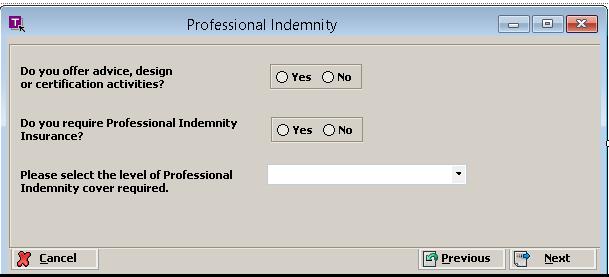 T
Professional Indemnity
Do you offer advice, design
or certification activities?
Yes No
Do you require Professional Indemnity
Insurance?
Yes No
Please select the level of Professional
Indemnity cover required.
Cancel
Previous
Next